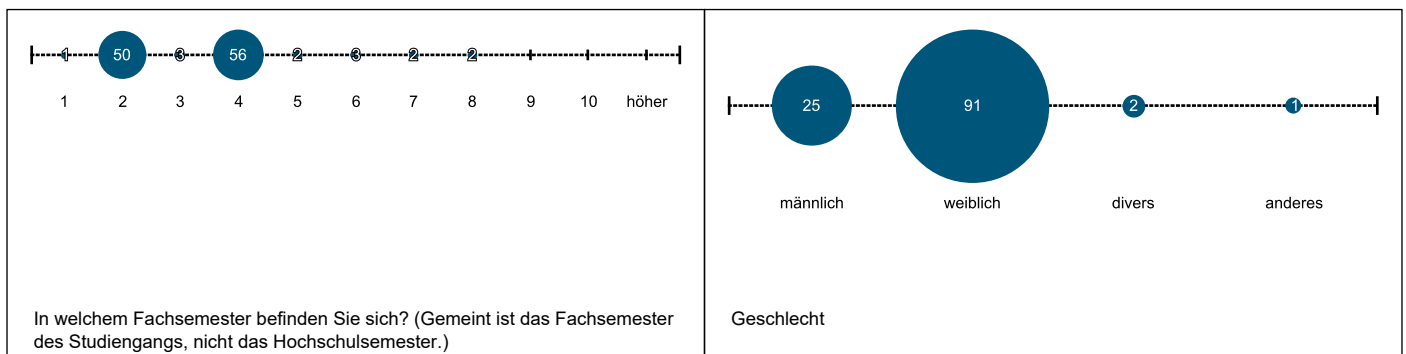 1 50 3 56 2 3 2 2
1 2 3 4 5 6 7 8 9 10 höher
In welchem Fachsemester befinden Sie sich? (Gemeint ist das Fachsemester
des Studiengangs, nicht das Hochschulsemester.)
25 91 2 1
männlich weiblich divers anderes
Geschlecht